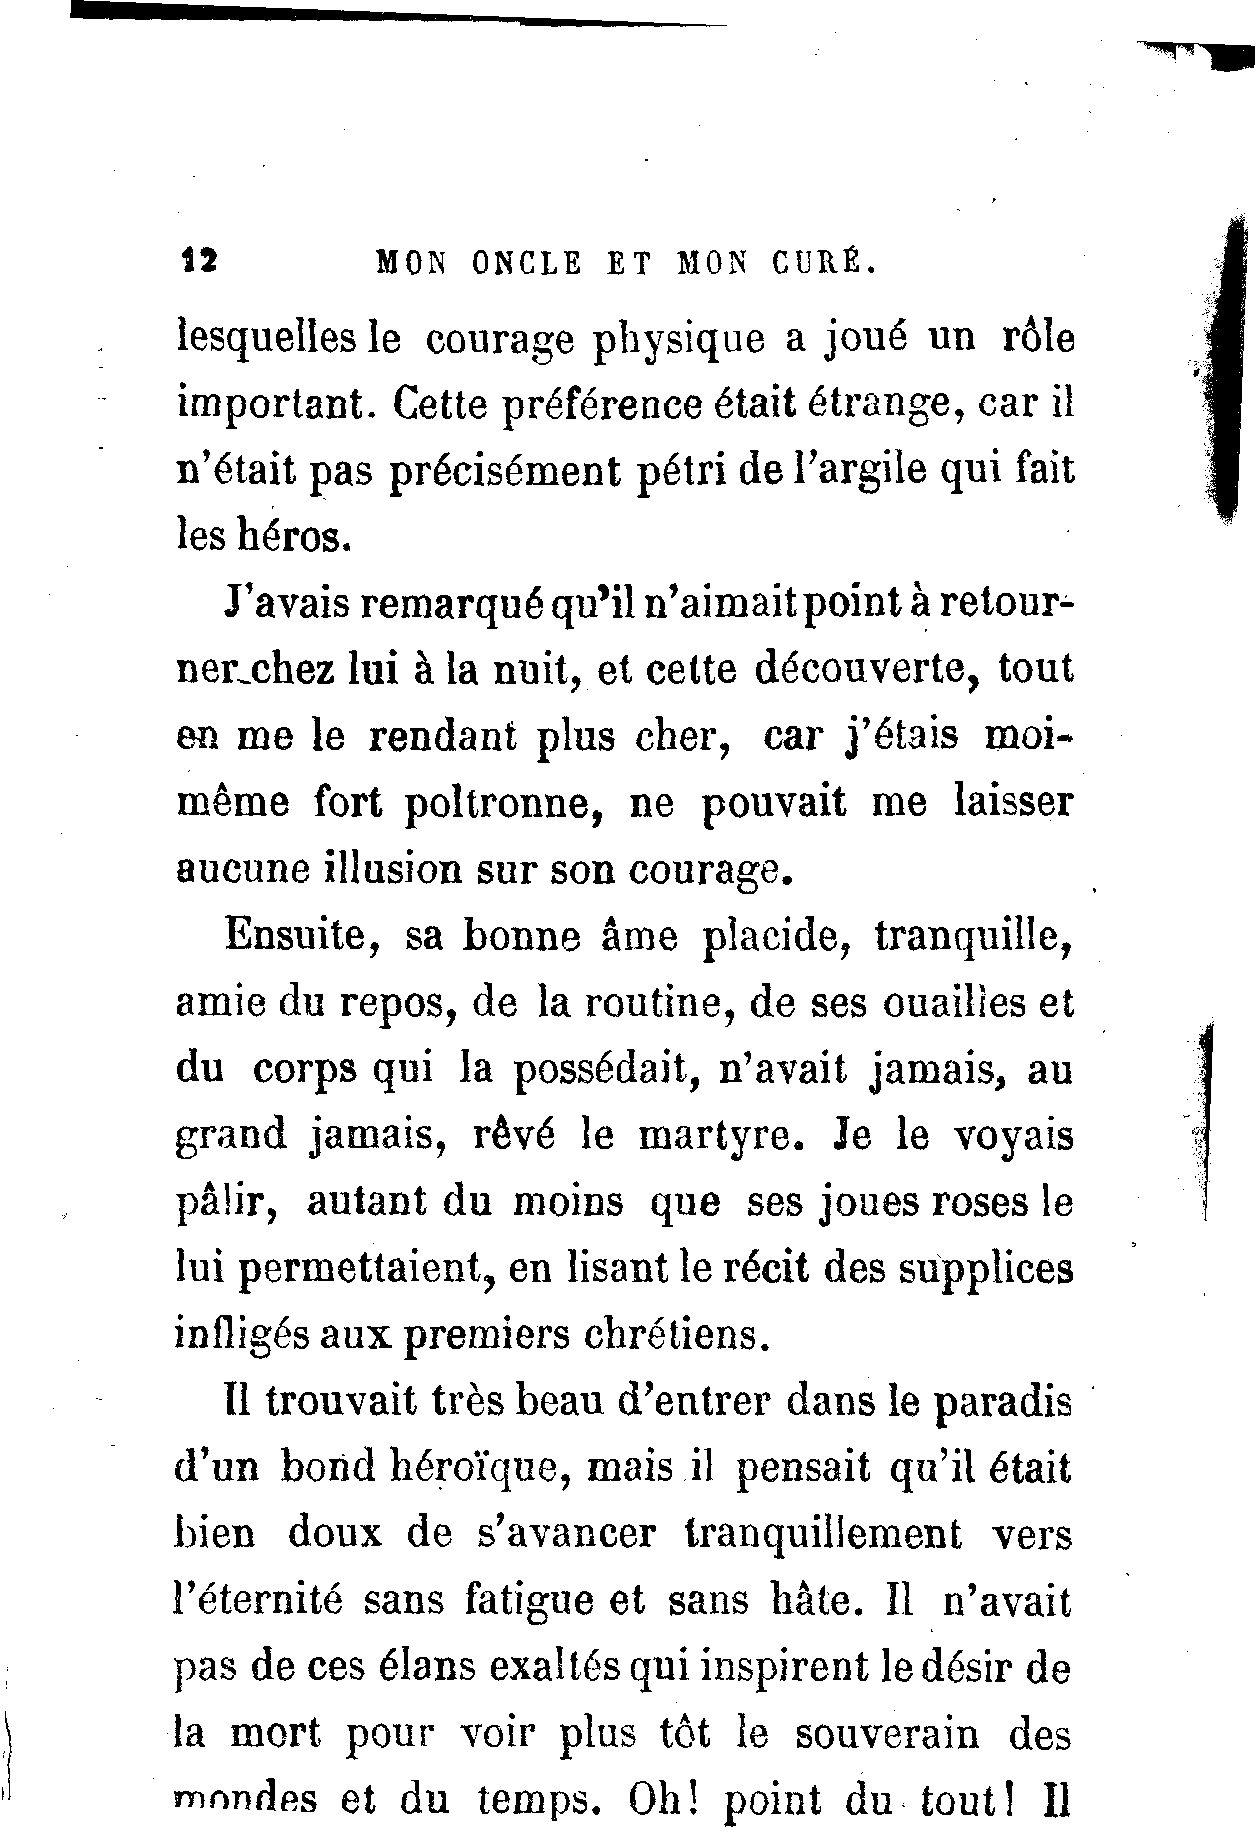 12 MON ONCLE ET MON CURÉ.
lesquelles le courage physique a joué un rôle
important. Cette préférence était étrange, car il
n'était pas précisément pétri de l'argile qui fait
les héros.
J'avais remarqué qu'il n'aimait point à retour-
ner chez lui à la nuit, et cette découverte, tout
en me le rendant plus cher, car j'étais moi-
même fort poltronne, ne pouvait me laisser
aucune illusion sur son courage.
Ensuite, sa bonne âme placide, tranquille,
amie du repos, de la routine, de ses ouailles et
du corps qui la possédait, n'avait jamais, au
grand jamais, rêvé le martyre. Je le voyais
pâlir, autant du moins que ses joues roses le
lui permettaient, en lisant le récit des supplices
infligés aux premiers chrétiens.
Il trouvait très beau d'entrer dans le paradis
d'un bond héroïque, mais il pensait qu'il était
bien doux de s'avancer tranquillement vers
l'éternité sans fatigue et sans hâte. Il n'avait
pas de ces élans exaltés qui inspirent le désir de
la mort pour voir plus tôt le souverain des
mondes et du temps. Oh! point du tout! Il